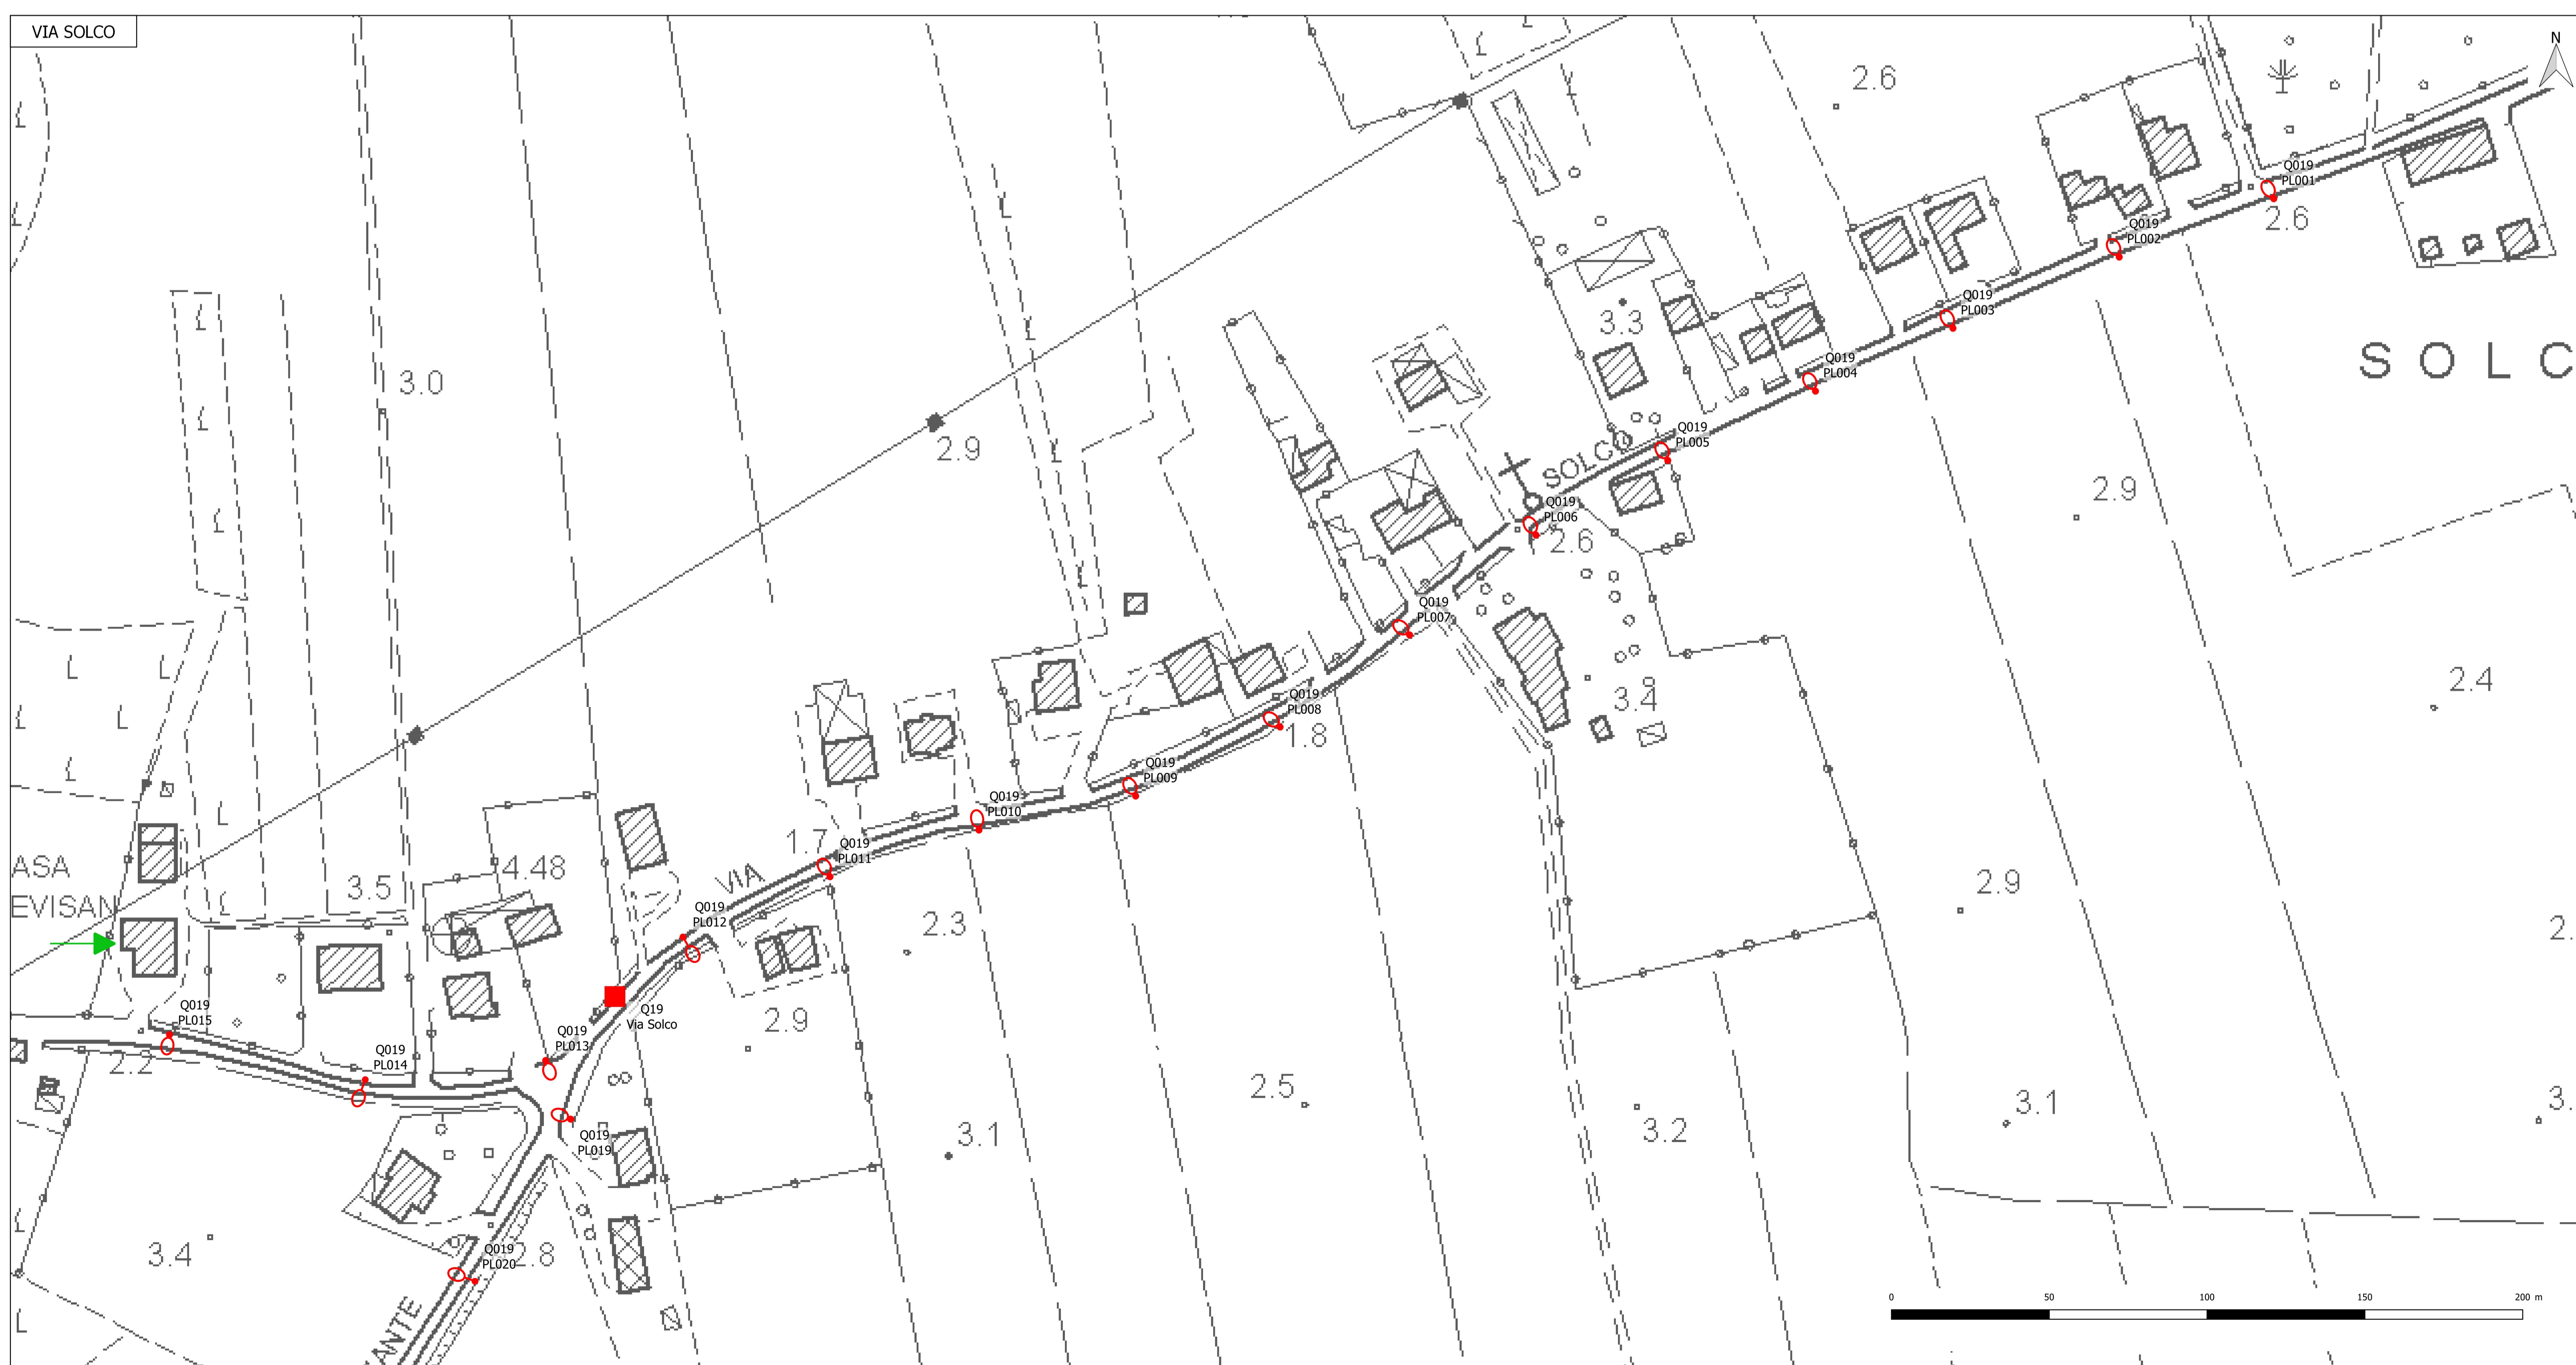 VIA SOLCO
N
2.6
Q019
PL001
2.6
Q019
PL002
Q019
PL003
3.3
Q019
PL004
S O L C
3.0
Q019
PL005
2.9
SOLCO
2.9
Q019
PL006
2.6
Q019
PL007
2.4
3.4
Q019
PL008
1.8
Q019
PL009
Q019
PL010
1.7
Q019
PL011
ASA
EVISAN
4.48
3.5
VIA
2.9
Q019
PL012
2.3
2.
Q019
PL015
Q19
Via Solco
2.9
Q019
PL013
2.2
Q019
PL014
2.5
3.1
3.
3.2
3.1
Q019
PL019
3.4
Q019
PL020
2.8
IANTE
0 50 100 150 200 m